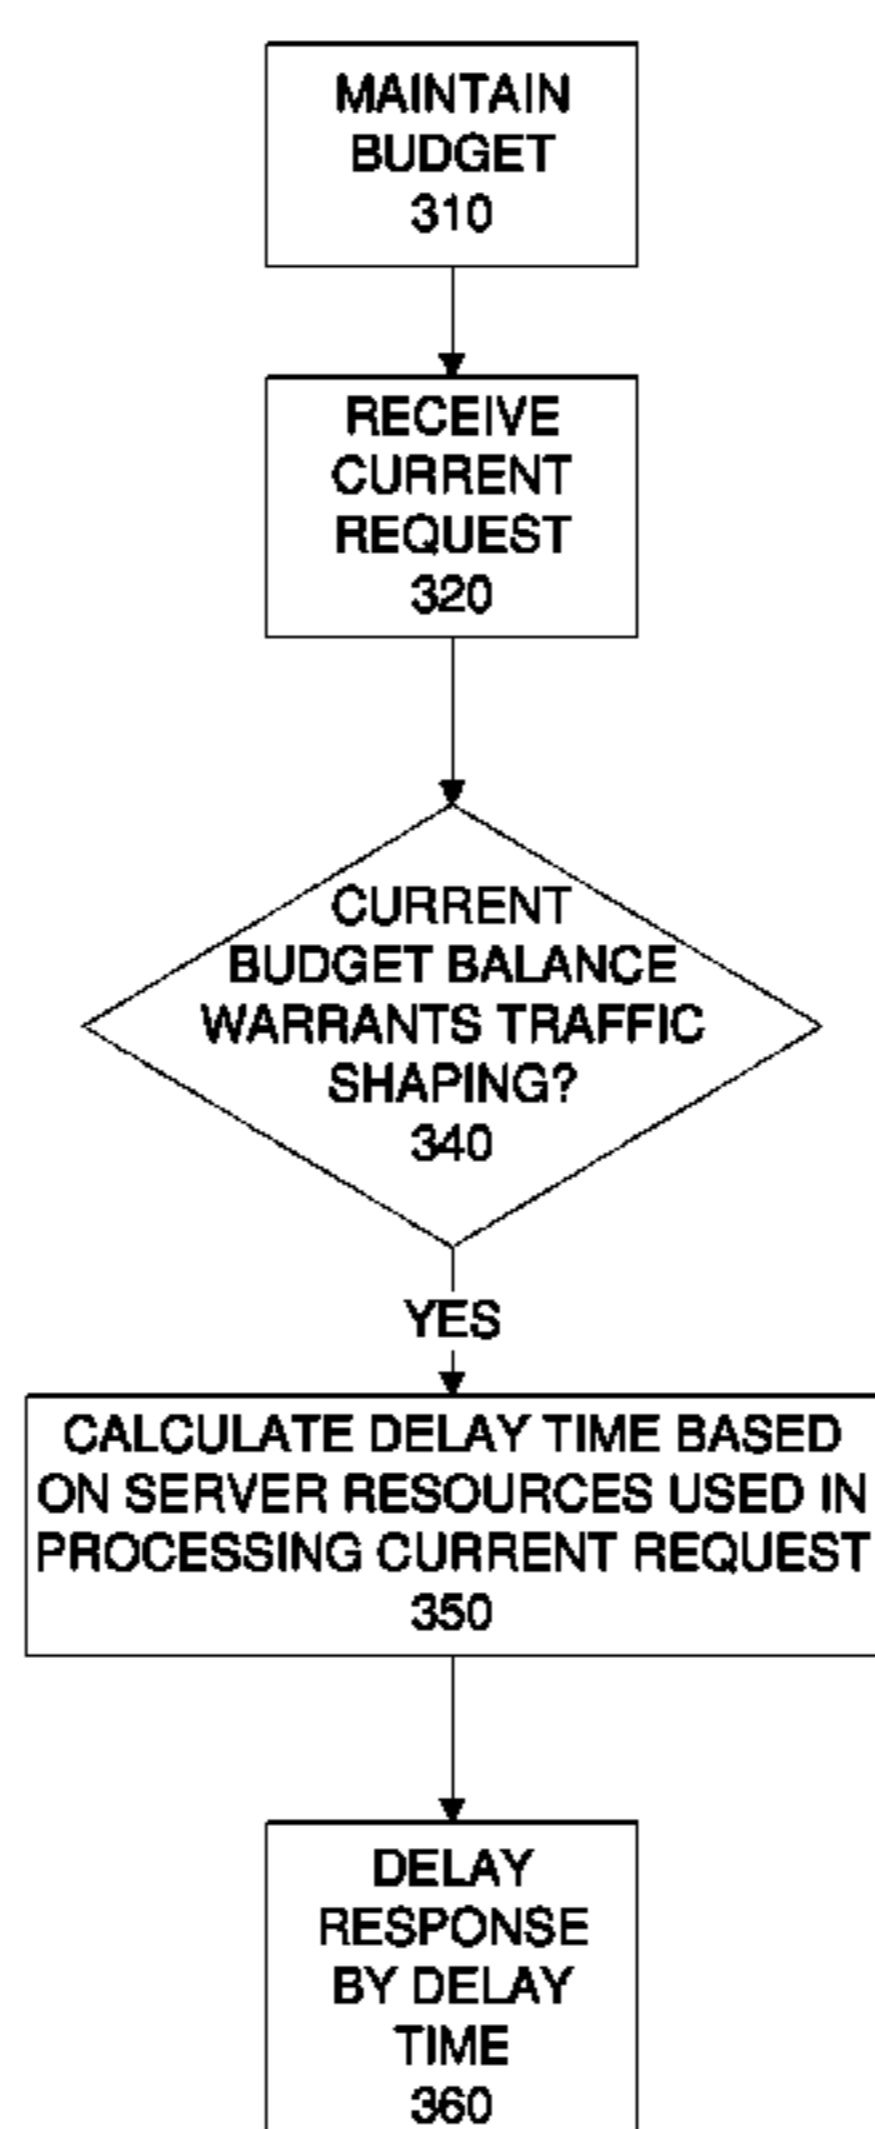 MAINTAIN
BUDGET
310
RECEIVE
CURRENT
REQUEST
320
CURRENT
BUDGET BALANCE
WARRANTS TRAFFIC
SHAPING?
340
YES
CALCULATE DELAY TIME BASED
ON SERVER RESOURCES USED IN
PROCESSING CURRENT REQUEST
350
DELAY
RESPONSE
BY DELAY
TIME
360